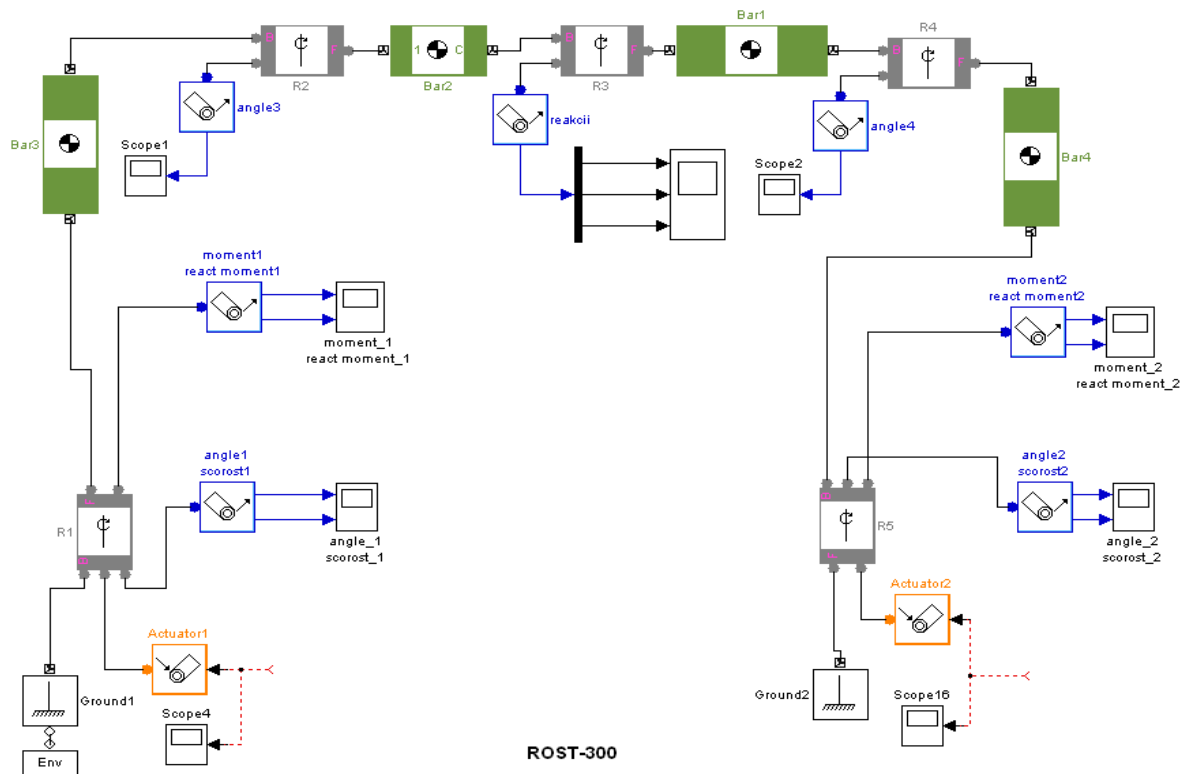 Bar1
R4
B
F
1
C
B
F
B
F
R2
Bar2
R3
angle3
reakcii
angle4
Bar3
Scope1
Scope2
Bar4
moment1
react moment1
moment2
react moment2
moment_1
react moment_1
moment_2
react moment_2
angle1
scorost1
angle2
scorost2
F
B
R1
B
F
R5
angle_1
scorost_1
angle_2
scorost_2
Actuator2
Actuator1
Ground1
Ground2
Scope4
Scope16
Env
ROST-300